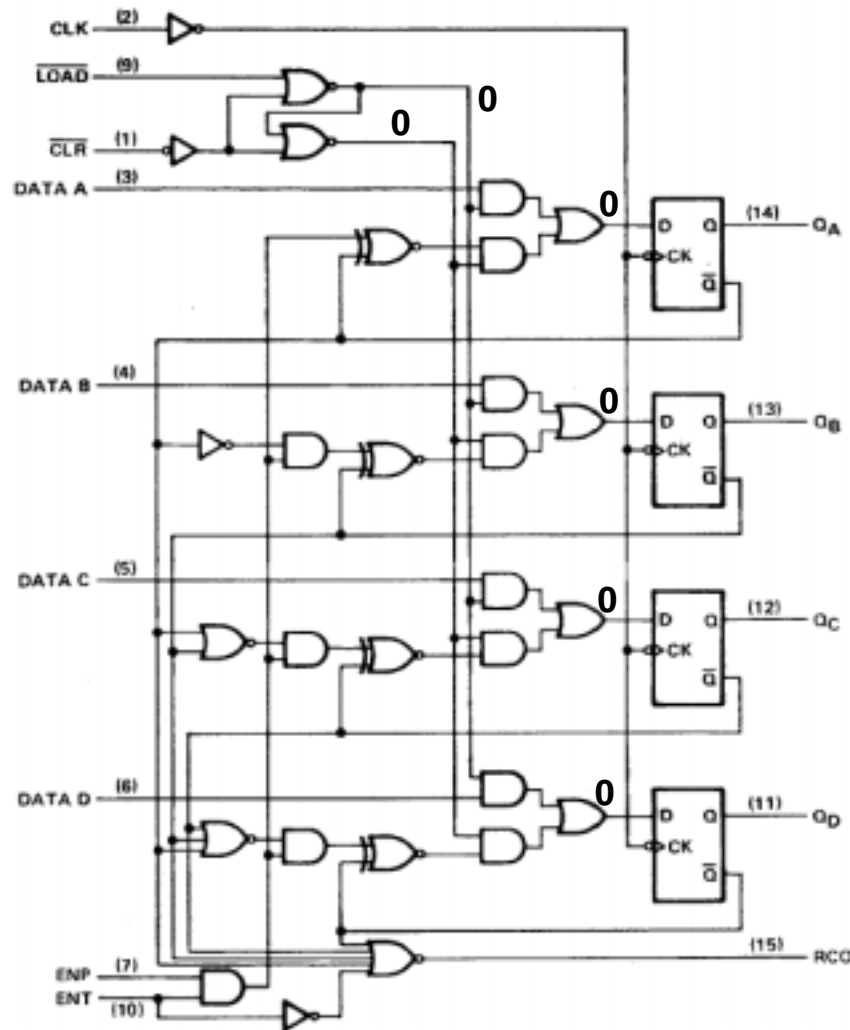 CLK (2)
LOAD (9)
0
0
CLR (1)
DATA A (3)
0
D Q (14) QA
CK
Q
DATA B (4)
0
D Q (13) QB
CK
Q
DATA C (5)
0
D Q (12) QC
CK
Q
DATA D (6)
0
D Q (11) QD
CK
Q
(15) RCO
ENP (7)
ENT (10)